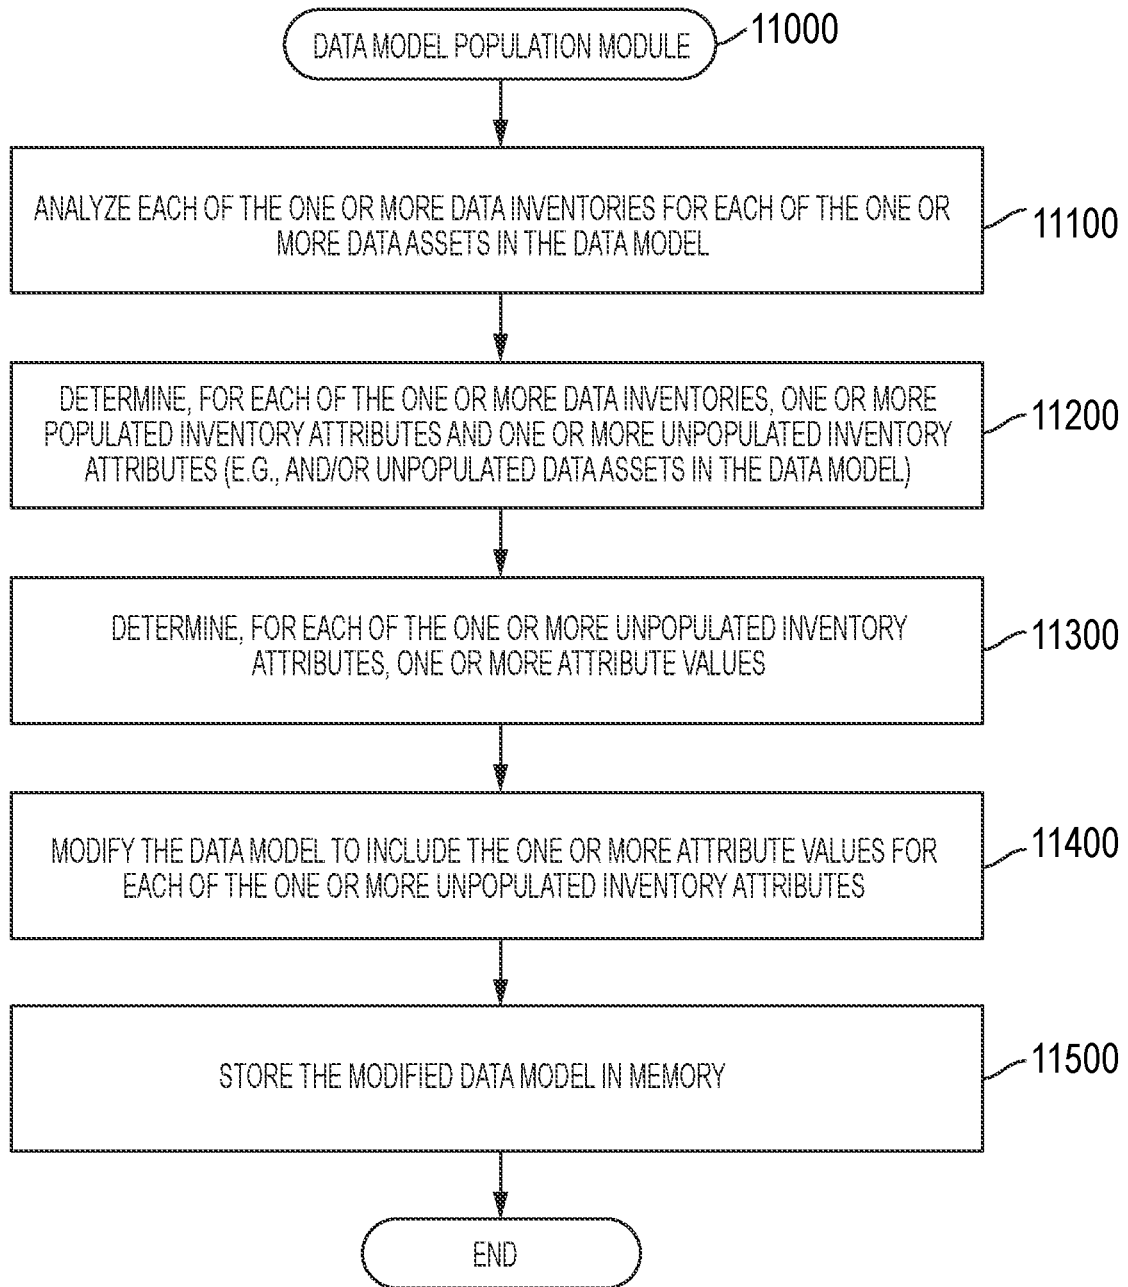 DATA MODEL POPULATION MODULE
11000
ANALYZE EACH OF THE ONE OR MORE DATA INVENTORIES FOR EACH OF THE ONE OR
MORE DATA ASSETS IN THE DATA MODEL
11100
DETERMINE, FOR EACH OF THE ONE OR MORE DATA INVENTORIES, ONE OR MORE
POPULATED INVENTORY ATTRIBUTES AND ONE OR MORE UNPOPULATED INVENTORY
ATTRIBUTES (E.G., AND/OR UNPOPULATED DATA ASSETS IN THE DATA MODEL)
11200
DETERMINE, FOR EACH OF THE ONE OR MORE UNPOPULATED INVENTORY
ATTRIBUTES, ONE OR MORE ATTRIBUTE VALUES
11300
MODIFY THE DATA MODEL TO INCLUDE THE ONE OR MORE ATTRIBUTE VALUES FOR
EACH OF THE ONE OR MORE UNPOPULATED INVENTORY ATTRIBUTES
11400
STORE THE MODIFIED DATA MODEL IN MEMORY
11500
END